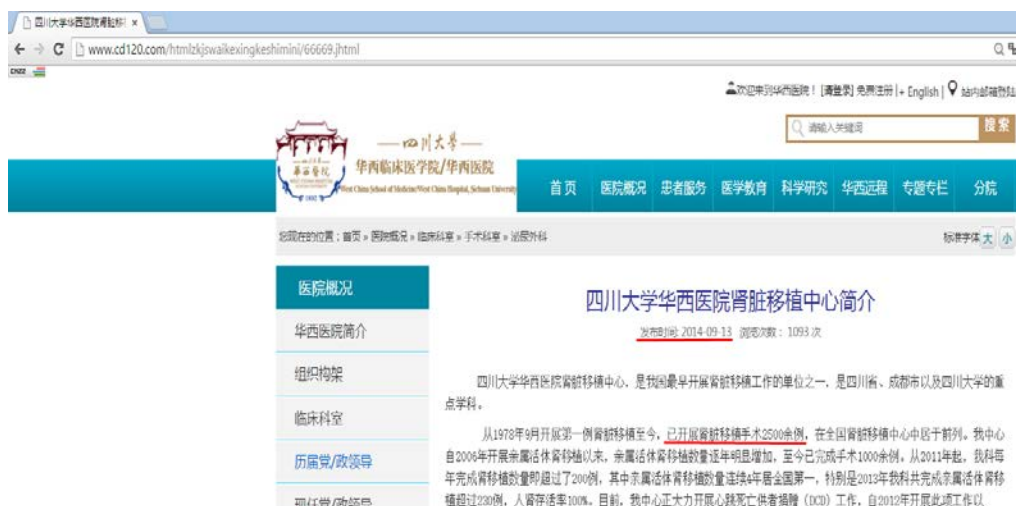 四川大学华西医院肾脏移
www.cd120.com/htmlzkjswaikexingkeshimini/66669.jhtml
CNZZ
欢迎来到华西医院！ [请登录] 免费注册 |+ English | 站内邮箱登陆
请输入关键词
搜 索
四川大学
华西临床医学院/华西医院
West China School of Medicine/West China Hospital, Sichuan University
首 页 医院概况 患者服务 医学教育 科学研究 华西远程 专题专栏 分院
您现在的位置：首页 » 医院概况 » 临床科室 » 手术科室 » 泌尿外科
标准字体 大 小
医院概况
华西医院简介
组织构架
临床科室
历届党/政领导
现任党/政领导
四川大学华西医院肾脏移植中心简介
发布时间: 2014-09-13 浏览次数： 1093 次
四川大学华西医院肾脏移植中心、是我国最早开展肾脏移植工作的单位之一，是四川省、成都市以及四川大学的重
点学科。
从1978年9月开展第一例肾脏移植至今，已开展肾脏移植手术2500余例，在全国肾脏移植中心中居于前列。我中心
自2006年开展亲属活体肾移植以来，亲属活体肾移植数量逐年明显增加，至今已完成手术1000余例。从2011年起，我科每
年完成肾移植数量即超过了200例，其中亲属活体肾移植数量连续4年居全国第一，特别是2013年我科共完成亲属活体肾移
植超过230例，人肾存活率100%。目前，我中心正大力开展心跳死亡供者捐赠（DCD）工作，自2012年开展此项工作以